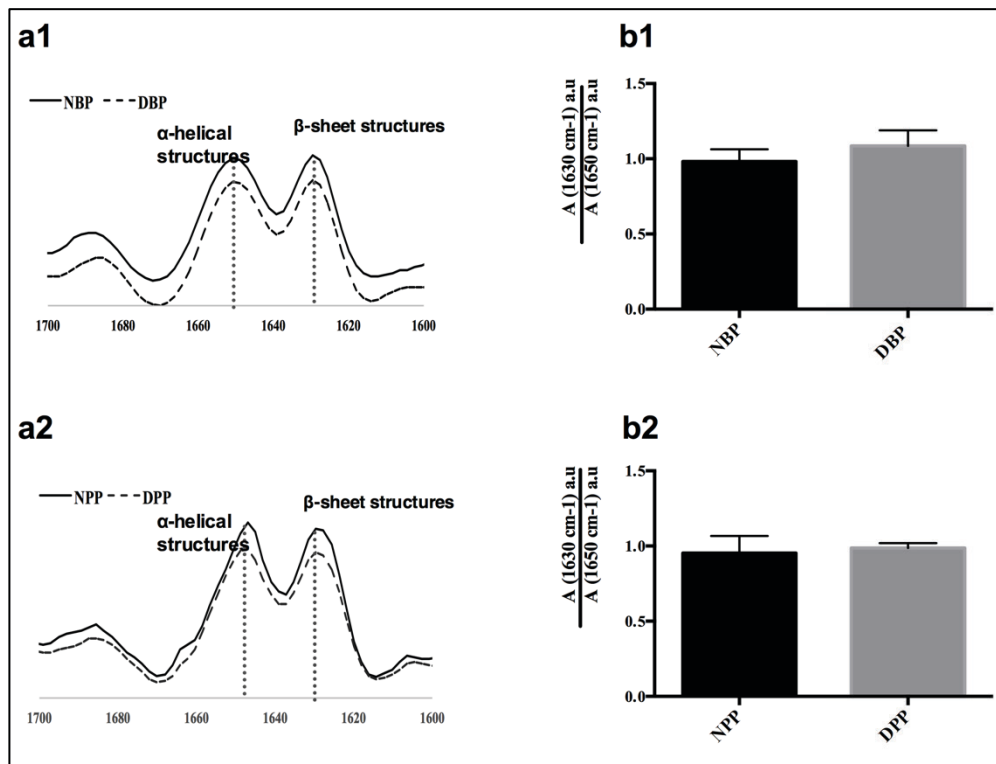 a1
NBP DBP
α-helical
structures
β-sheet structures
1700 1680 1660 1640 1620 1600
b1
A (1630 cm-1) a.u
A (1650 cm-1) a.u
1.5
1.0
0.5
0.0
NBP DBP
a2
NPP DPP
α-helical
structures
β-sheet structures
1700 1680 1660 1640 1620 1600
b2
A (1630 cm-1) a.u
A (1650 cm-1) a.u
1.5
1.0
0.5
0.0
NPP DPP